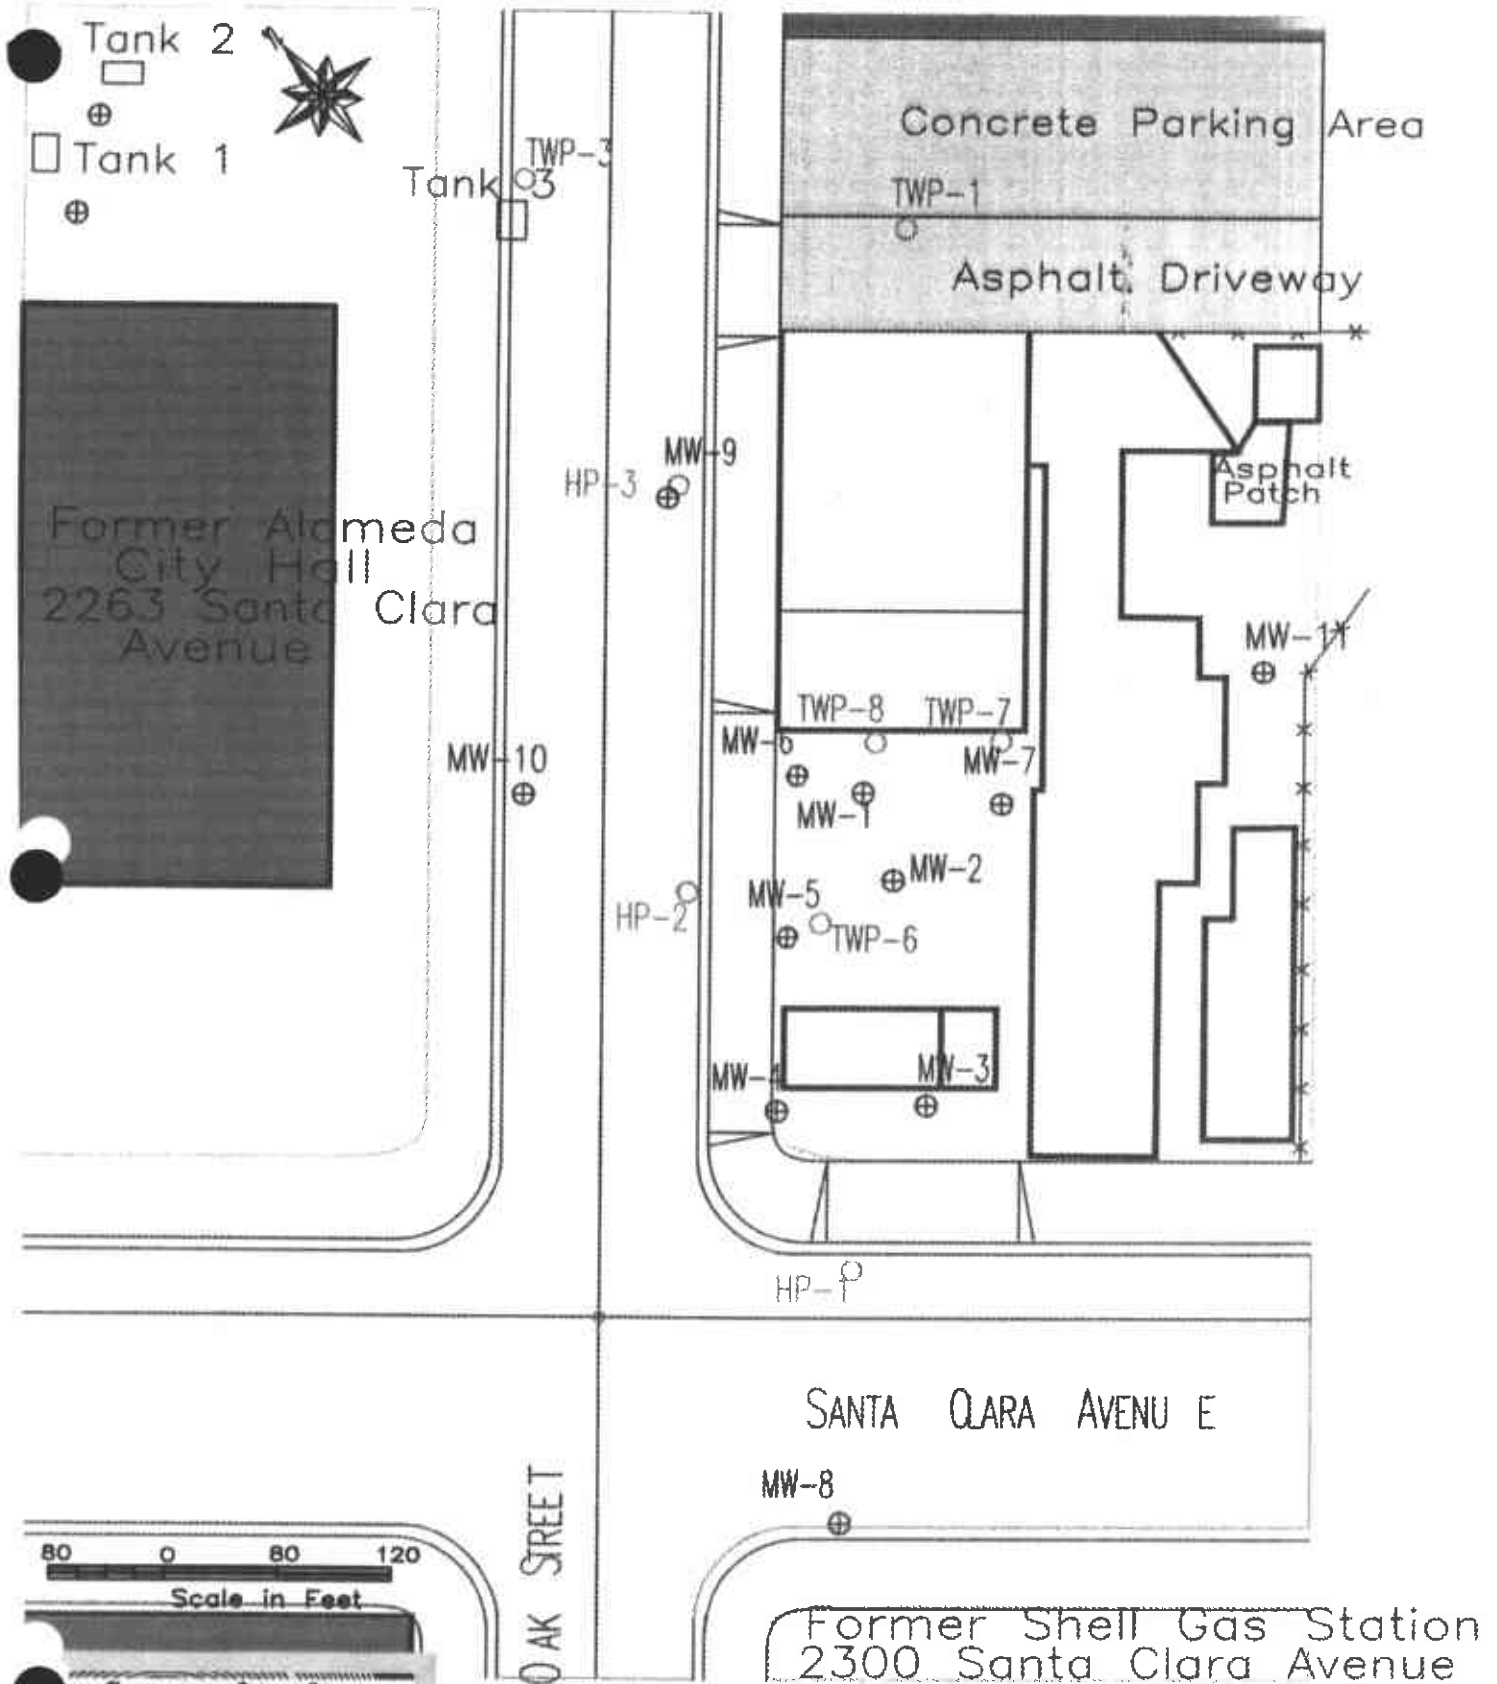 Tank 2
Tank 1
TWP-3
Tank 3
Concrete Parking Area
TWP-1
Asphalt Driveway
MW-9
HP-3
Asphalt
Patch
Former Alameda
City Hall
2263 Santa Clara
Avenue
MW-11
TWP-8
TWP-7
MW-6
MW-7
MW-10
MW-1
MW-2
MW-5
HP-2
TWP-6
MW-4
MW-3
HP-1
SANTA CLARA AVENUE
MW-8
OAK STREET
80 0 80 120
Scale in Feet
Former Shell Gas Station
2300 Santa Clara Avenue